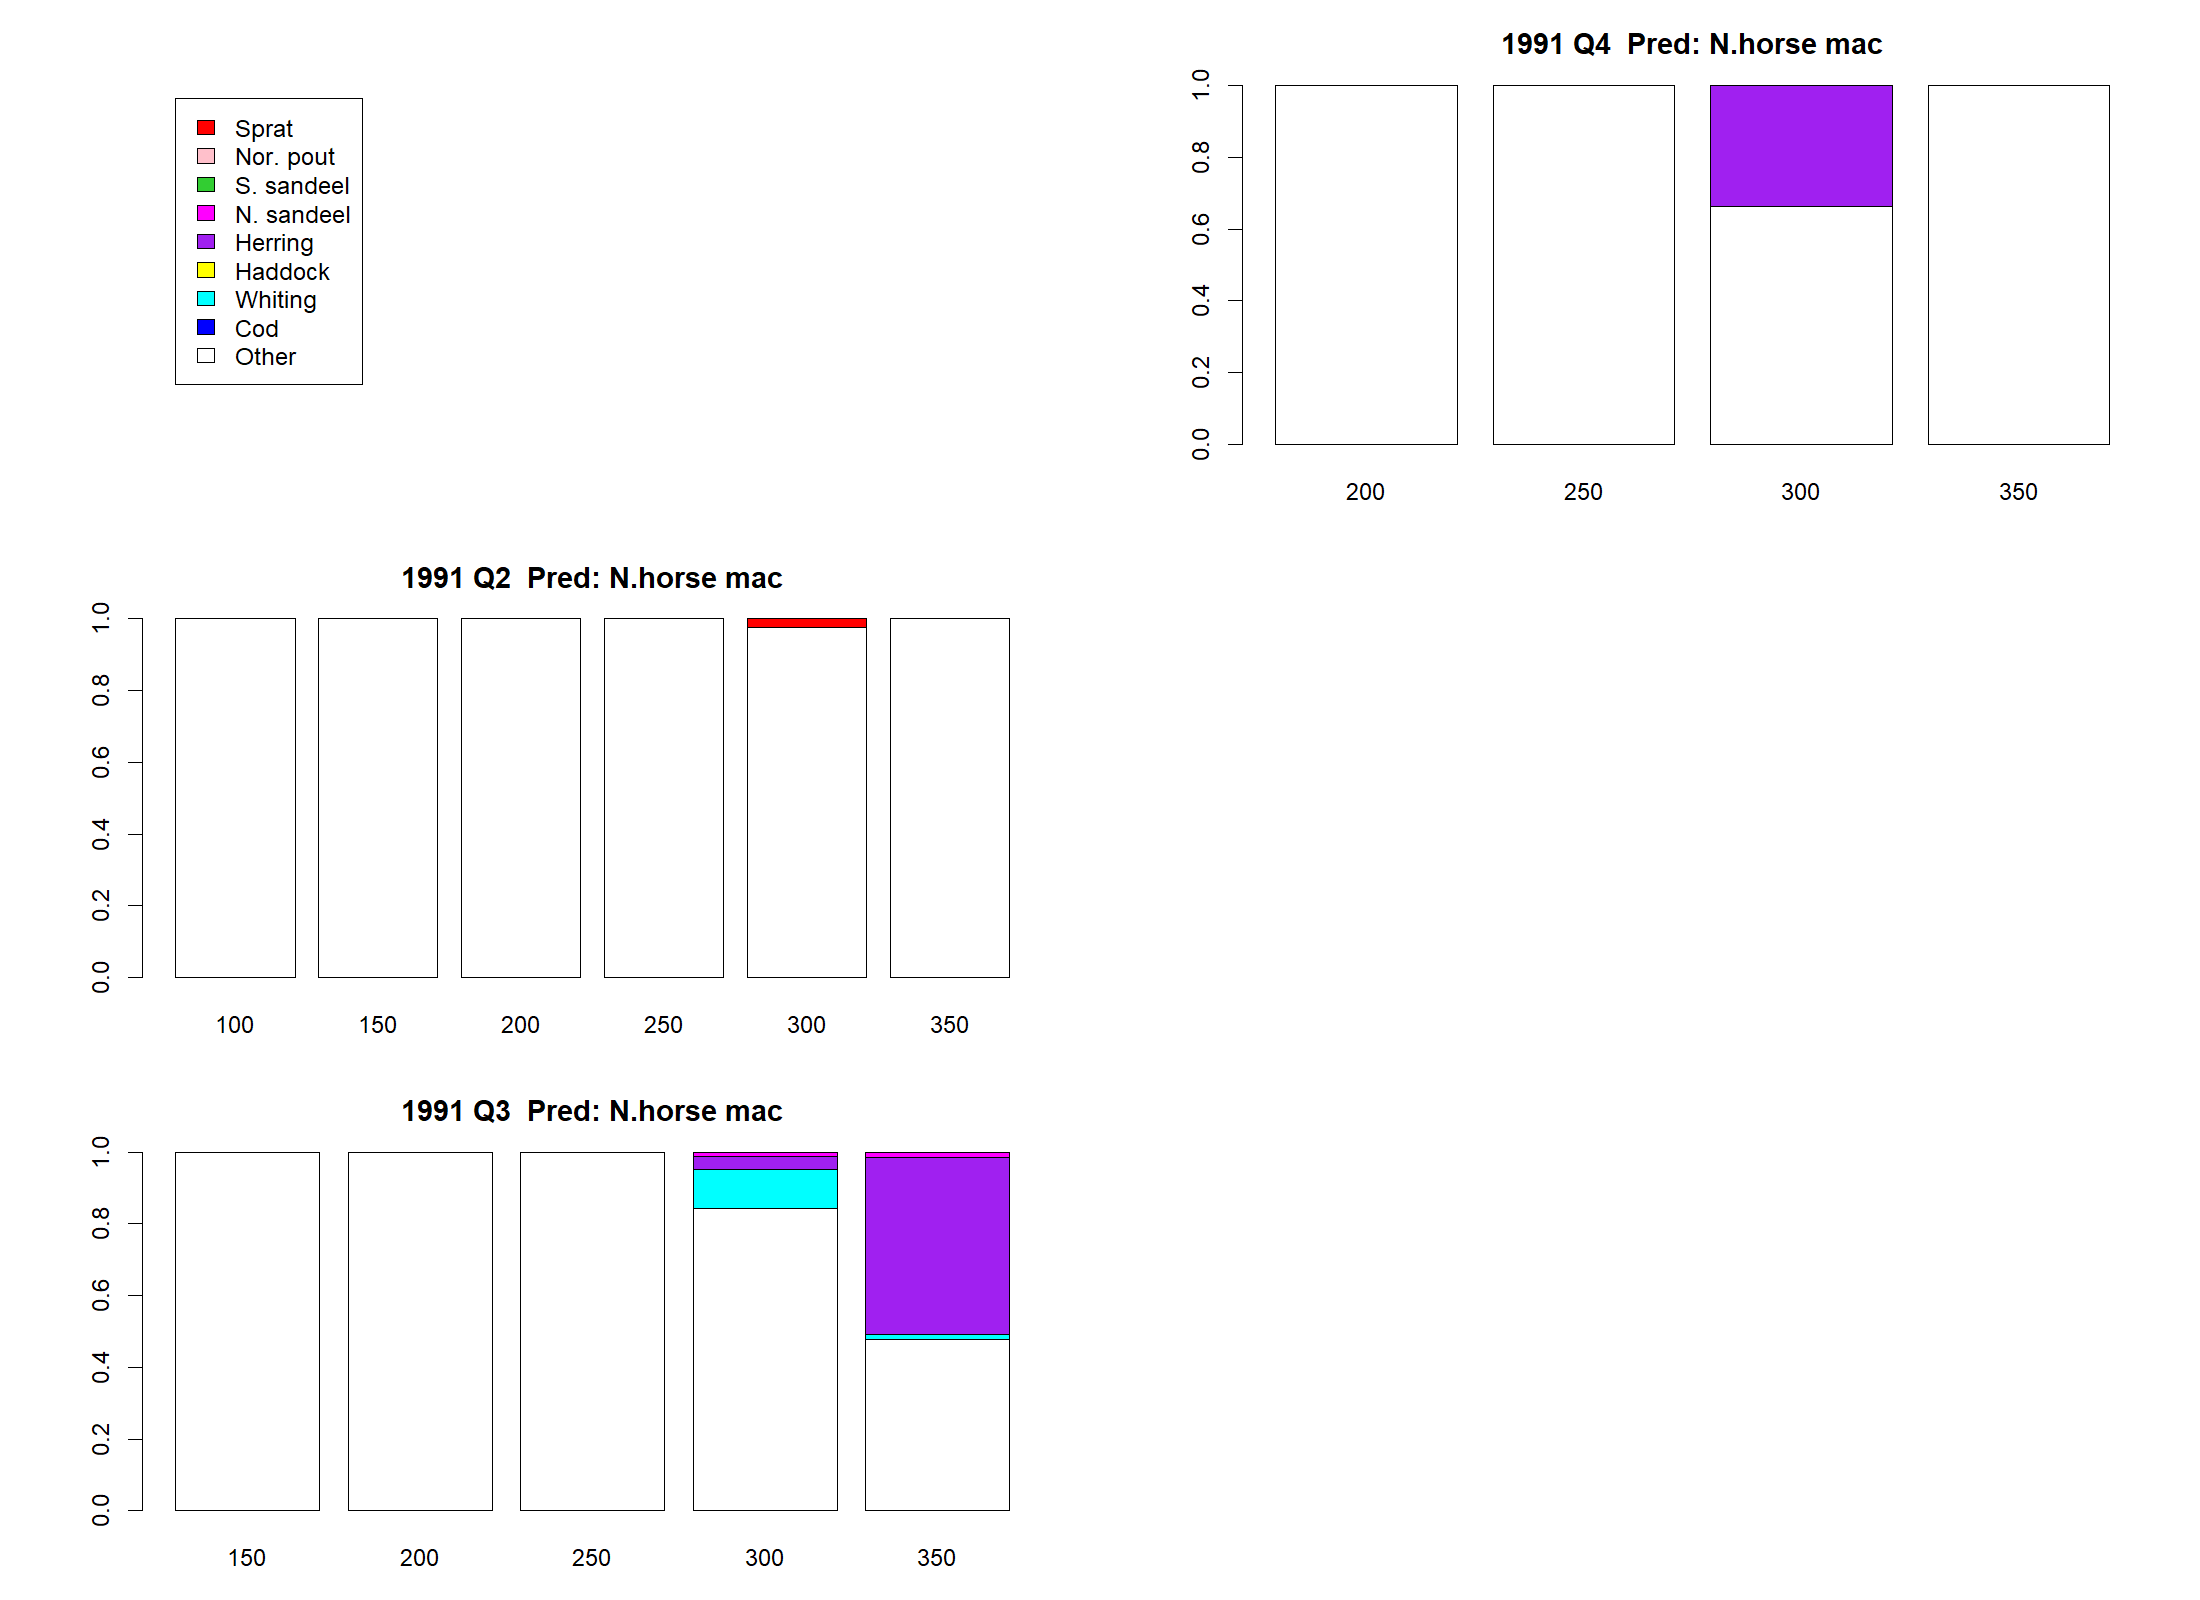 Sprat
Nor. pout
S. sandeel
N. sandeel
Herring
Haddock
Whiting
Cod
Other
1991 Q4  Pred: N.horse mac
1.0
0.8
0.6
0.4
0.2
0.0
200 250 300 350
1991 Q2  Pred: N.horse mac
1.0
0.8
0.6
0.4
0.2
0.0
100 150 200 250 300 350
1991 Q3  Pred: N.horse mac
1.0
0.8
0.6
0.4
0.2
0.0
150 200 250 300 350